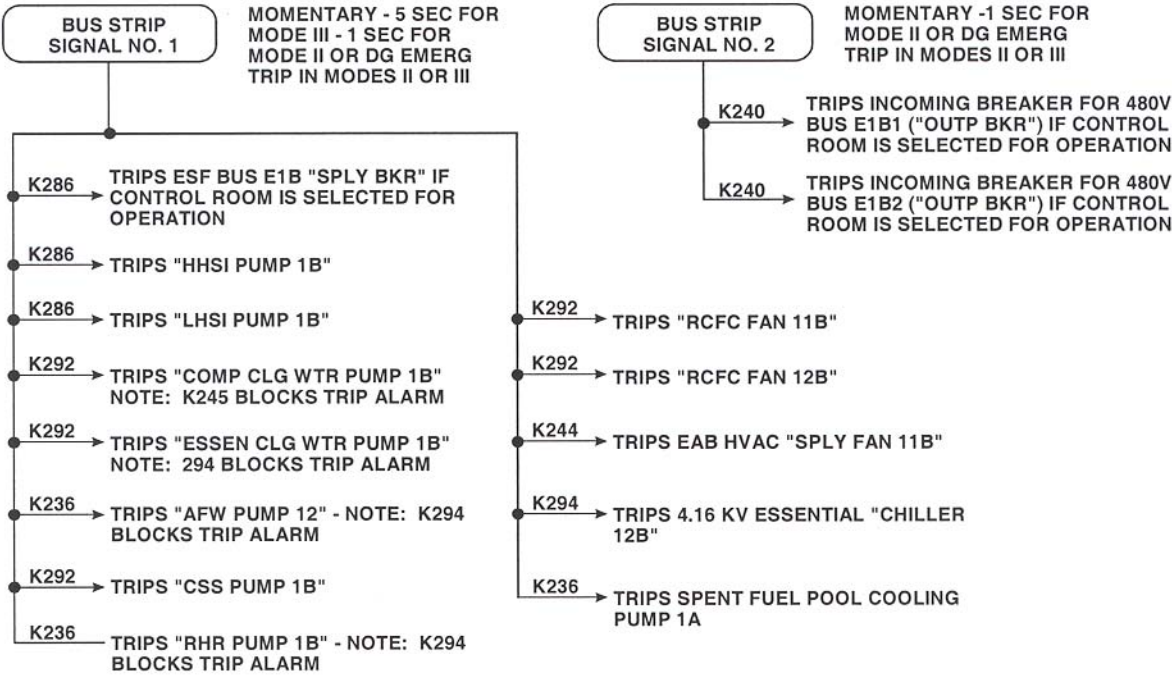 BUS STRIP
SIGNAL NO. 1
MOMENTARY - 5 SEC FOR
MODE III - 1 SEC FOR
MODE II OR DG EMERG
TRIP IN MODES II OR III
K286
TRIPS ESF BUS E1B "SPLY BKR" IF
CONTROL ROOM IS SELECTED FOR
OPERATION
K286
TRIPS "HHSI PUMP 1B"
K286
TRIPS "LHSI PUMP 1B"
K292
TRIPS "COMP CLG WTR PUMP 1B"
NOTE: K245 BLOCKS TRIP ALARM
K292
TRIPS "ESSEN CLG WTR PUMP 1B"
NOTE: 294 BLOCKS TRIP ALARM
K236
TRIPS "AFW PUMP 12" - NOTE: K294
BLOCKS TRIP ALARM
K292
TRIPS "CSS PUMP 1B"
K236
TRIPS "RHR PUMP 1B" - NOTE: K294
BLOCKS TRIP ALARM
K292
TRIPS "RCFC FAN 11B"
K292
TRIPS "RCFC FAN 12B"
K244
TRIPS EAB HVAC "SPLY FAN 11B"
K294
TRIPS 4.16 KV ESSENTIAL "CHILLER
12B"
K236
TRIPS SPENT FUEL POOL COOLING
PUMP 1A
BUS STRIP
SIGNAL NO. 2
MOMENTARY -1 SEC FOR
MODE II OR DG EMERG
TRIP IN MODES II OR III
K240
TRIPS INCOMING BREAKER FOR 480V
BUS E1B1 ("OUTP BKR") IF CONTROL
ROOM IS SELECTED FOR OPERATION
K240
TRIPS INCOMING BREAKER FOR 480V
BUS E1B2 ("OUTP BKR") IF CONTROL
ROOM IS SELECTED FOR OPERATION